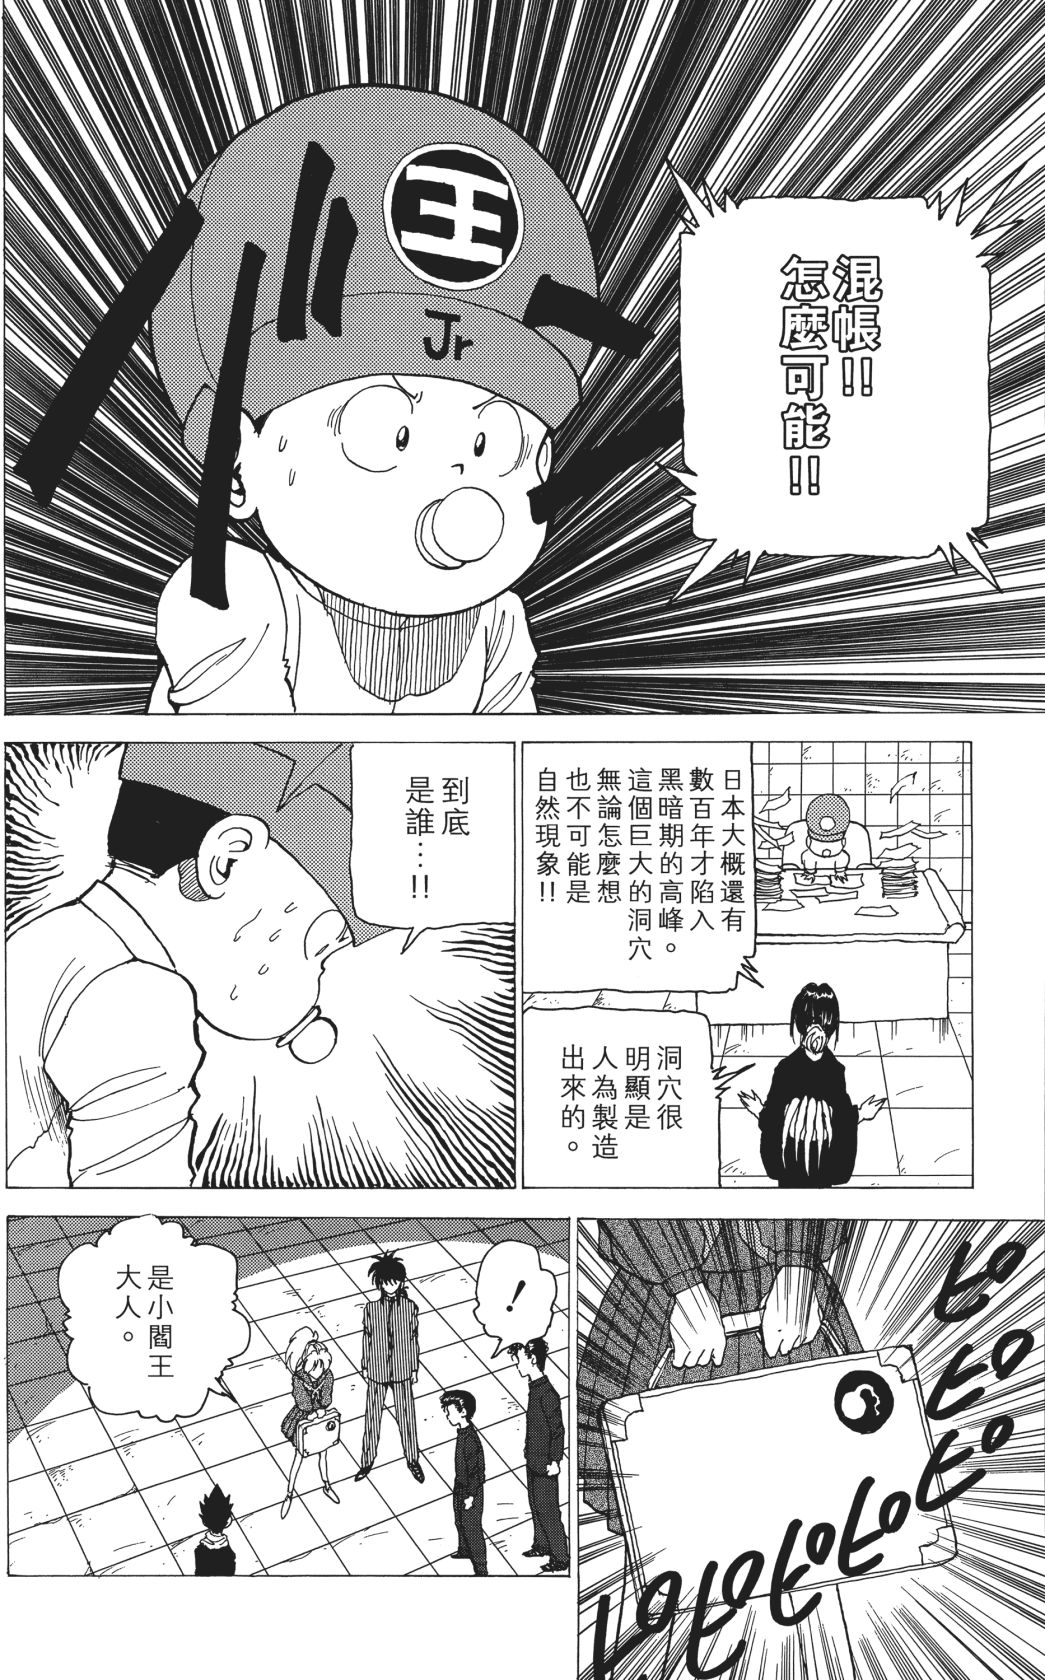 混帳!!
怎麼可能!!
王
Jr
バン
日本大概還有
數百年才陷入
黑暗期的高峰。
這個巨大的洞穴
無論怎麼想
也不可能是
自然現象!!
洞穴很
明顯是
人為製造
出來的。
到底
是誰…!!
ピピピピピピピピ
!
是小閻王
大人。